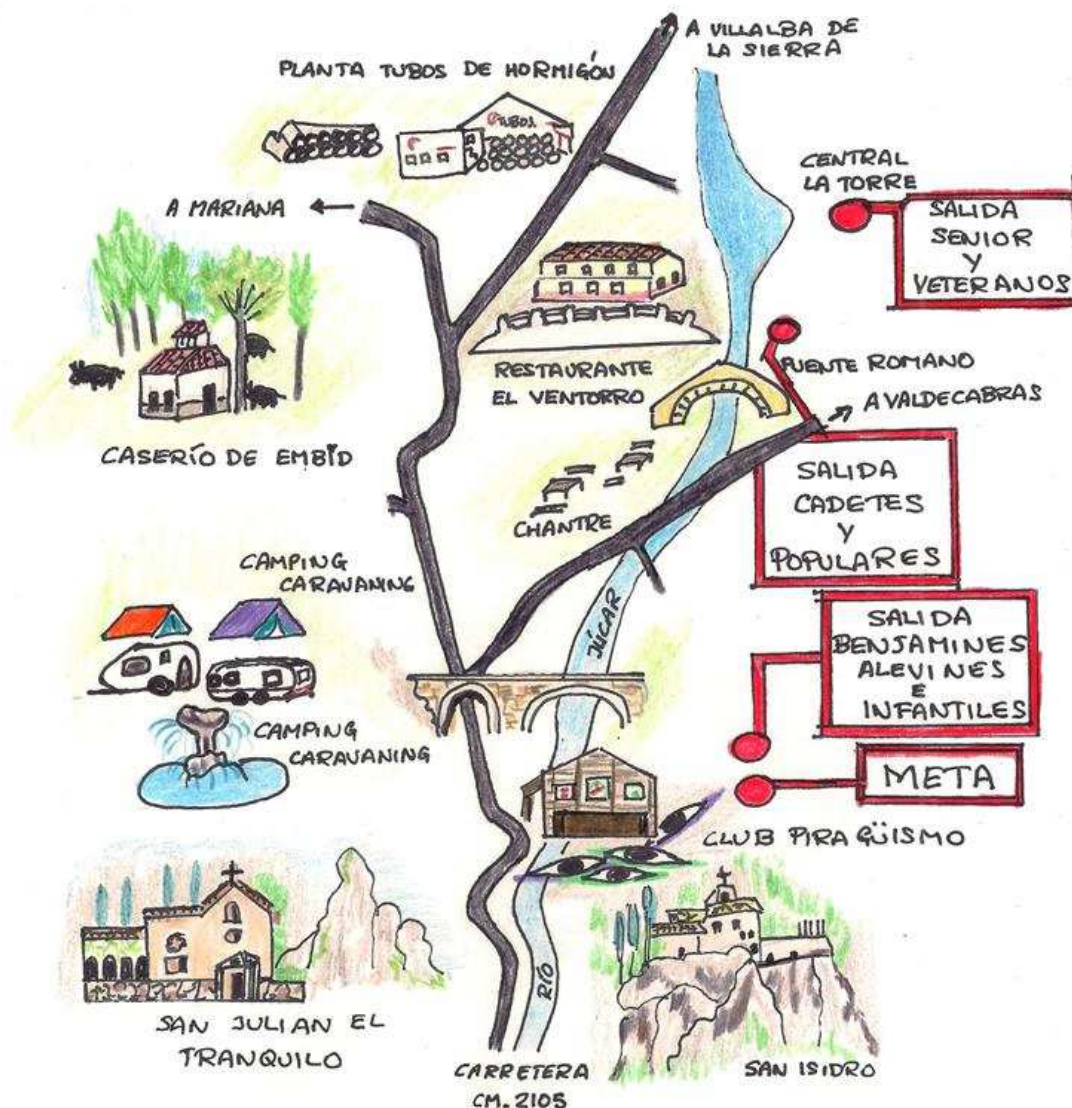 A VILLALBA DE
LA SIERRA
PLANTA TUBOS DE HORMIGÓN
TUBOS.
CENTRAL
LA TORRE
SALIDA
SENIOR
Y
VETERANOS
A MARIANA
RESTAURANTE
EL VENTORRO
PUENTE ROMANO
A VALDECABRAS
CASERÍO DE EMBID
CHANTRE
SALIDA
CADETES
Y
POPULARES
CAMPING
CARAVANING
JÚCAR
SALIDA
BENJAMINES
ALEVINES
E
INFANTILES
CAMPING
CARAVANING
META
CLUB PIRAGÜISMO
RÍO
SAN JULIAN EL
TRANQUILO
CARRETERA
CM. 2105
SAN ISIDRO